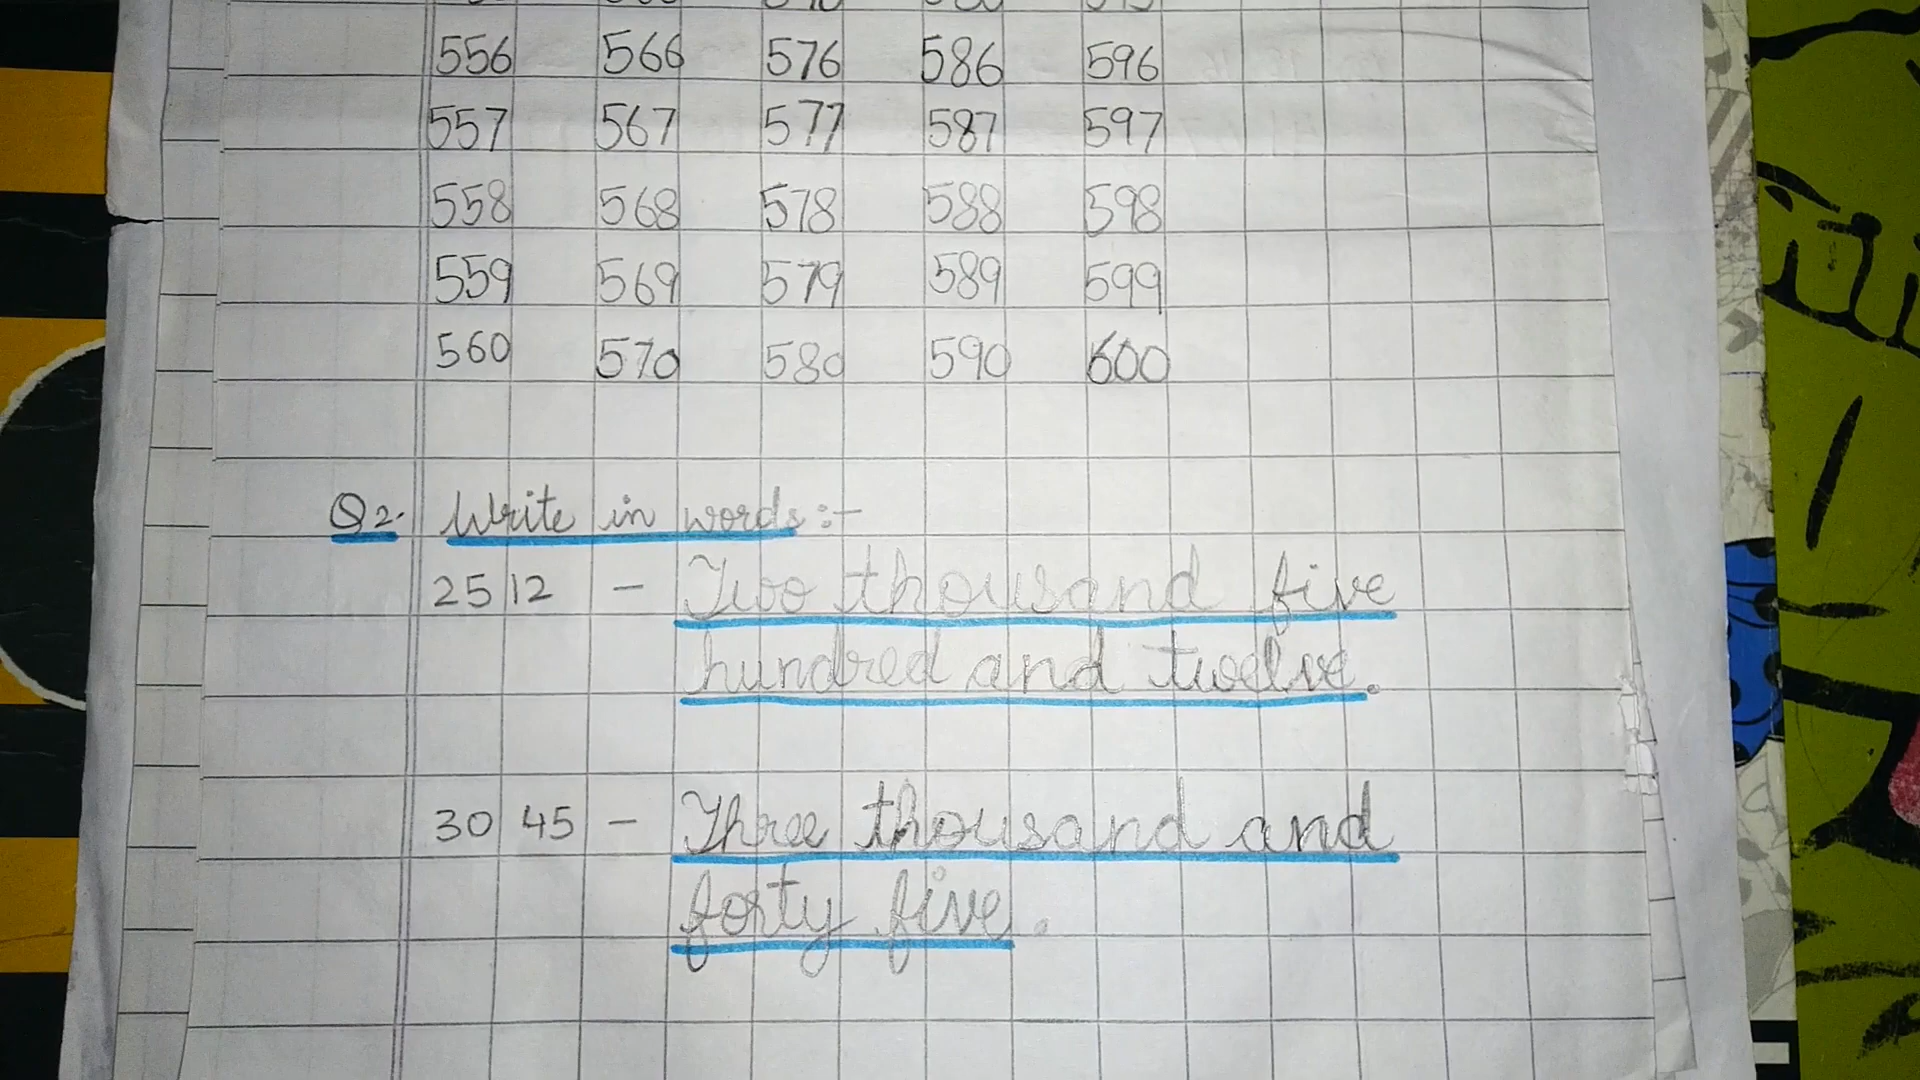 556 566 576 586 596
557 567 577 587 597
558 568 578 588 598
559 569 579 589 599
560 570 580 590 600
Q2. Write in words:-
2512 - Two thousand five
hundred and twelve.
3045 - Three thousand and
forty five.